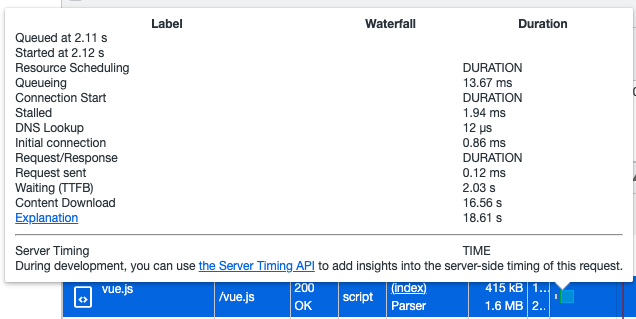 Label Waterfall Duration
Queued at 2.11 s
Started at 2.12 s
Resource Scheduling DURATION
Queueing 13.67 ms
Connection Start DURATION
Stalled 1.94 ms
DNS Lookup 12 µs
Initial connection 0.86 ms
Request/Response DURATION
Request sent 0.12 ms
Waiting (TTFB) 2.03 s
Content Download 16.56 s
Explanation 18.61 s
Server Timing TIME
During development, you can use the Server Timing API to add insights into the server-side timing of this request.
vue.js /vue.js 200 script (index) 415 kB 1...
OK Parser 1.6 MB 2..